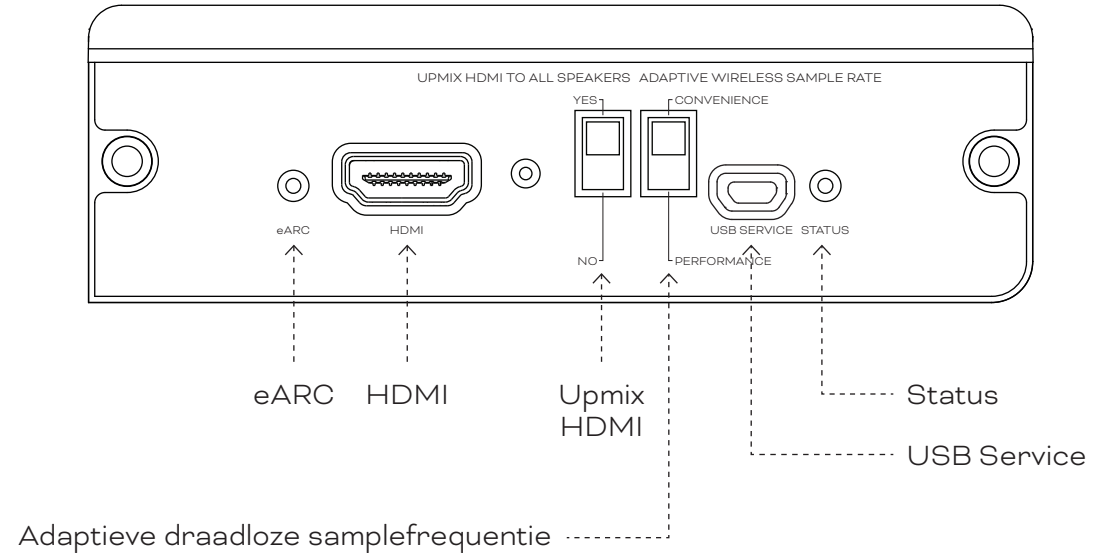 UPMIX HDMI TO ALL SPEAKERS ADAPTIVE WIRELESS SAMPLE RATE
YES CONVENIENCE
eARC HDMI USB SERVICE STATUS
NO PERFORMANCE
eARC HDMI Upmix
HDMI
Status
USB Service
Adaptieve draadloze samplefrequentie